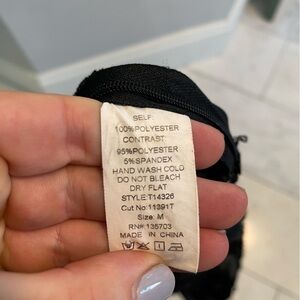 SELF
100%POLYESTER
CONTRAST
95%POLYESTER
5%SPANDEX
HAND WASH COLD
DO NOT BLEACH
DRY FLAT
STYLE:T14326
Cut No:11391T
Size: M
RN# 135703
MADE IN CHINA